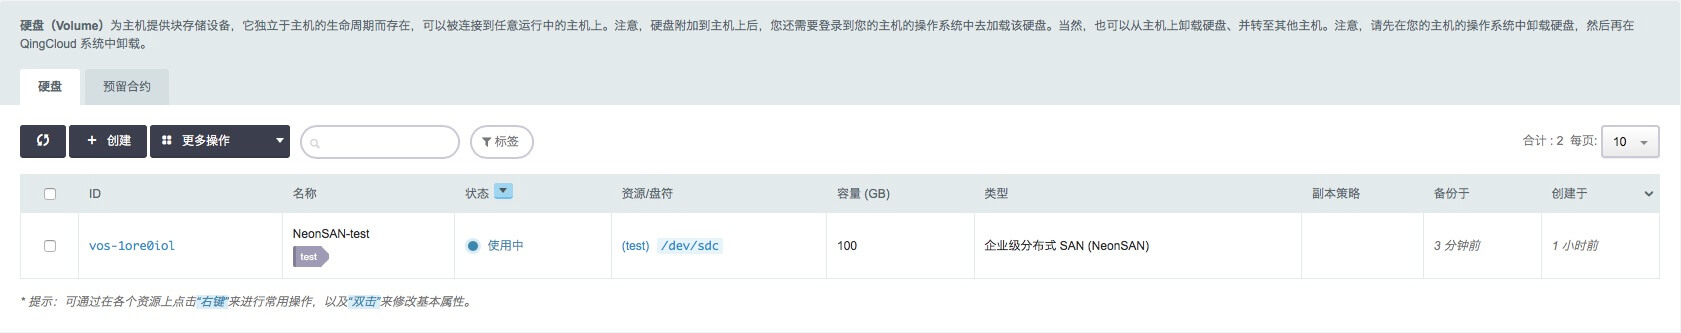 硬盘（Volume）为主机提供块存储设备，它独立于主机的生命周期而存在，可以被连接到任意运行中的主机上。注意，硬盘附加到主机上后，您还需要登录到您的主机的操作系统中去加载该硬盘。当然，也可以从主机上卸载硬盘、并转至其他主机。注意，请先在您的主机的操作系统中卸载硬盘，然后再在
QingCloud 系统中卸载。
硬盘 预留合约
创建 更多操作 标签 合计 : 2 每页: 10
ID 名称 状态 资源/盘符 容量 (GB) 类型 副本策略 备份于 创建于
vos-1ore0iol NeonSAN-test test 使用中 (test) /dev/sdc 100 企业级分布式 SAN (NeonSAN) 3 分钟前 1 小时前
* 提示：可通过在各个资源上点击“右键”来进行常用操作，以及“双击”来修改基本属性。